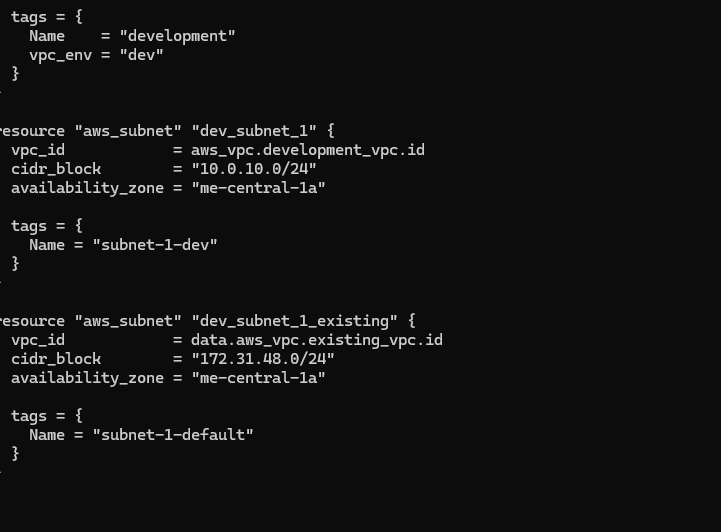 tags = {
    Name    = "development"
    vpc_env = "dev"
  }
resource "aws_subnet" "dev_subnet_1" {
  vpc_id            = aws_vpc.development_vpc.id
  cidr_block        = "10.0.10.0/24"
  availability_zone = "me-central-1a"
  tags = {
    Name = "subnet-1-dev"
  }
resource "aws_subnet" "dev_subnet_1_existing" {
  vpc_id            = data.aws_vpc.existing_vpc.id
  cidr_block        = "172.31.48.0/24"
  availability_zone = "me-central-1a"
  tags = {
    Name = "subnet-1-default"
  }